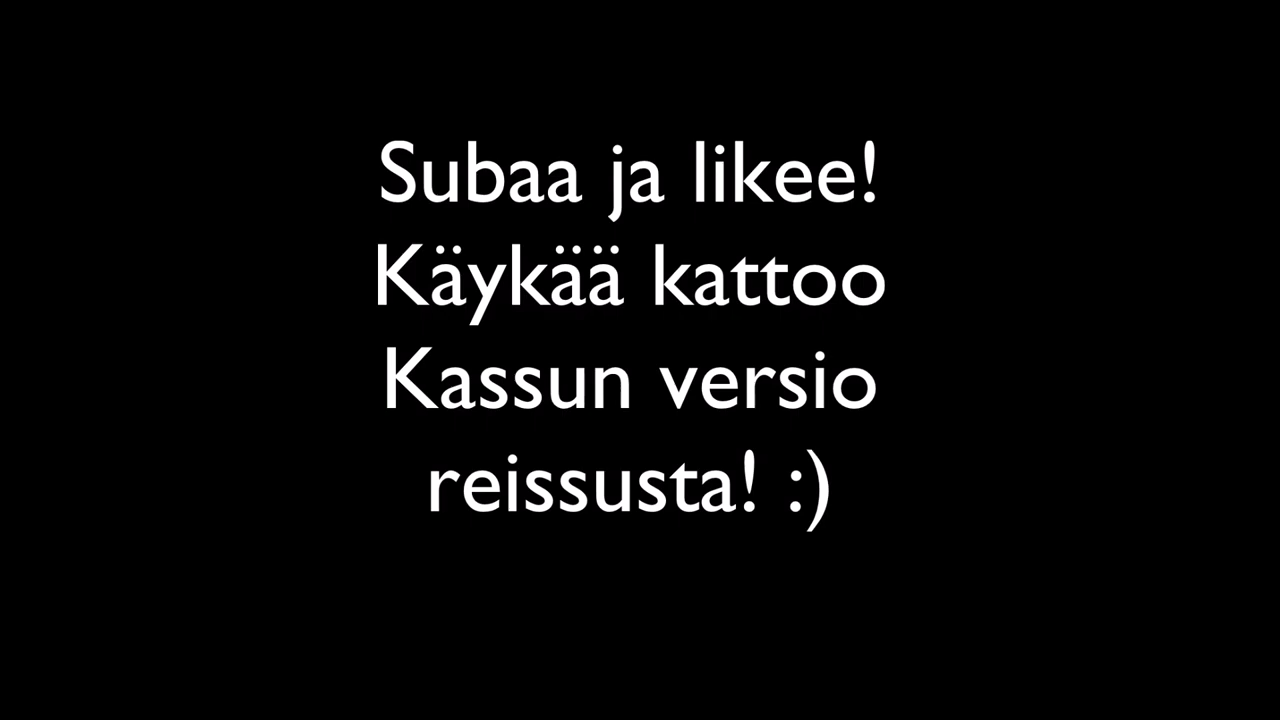 Subaa ja likee!
Käykää kattoo
Kassun versio
reissusta! :)